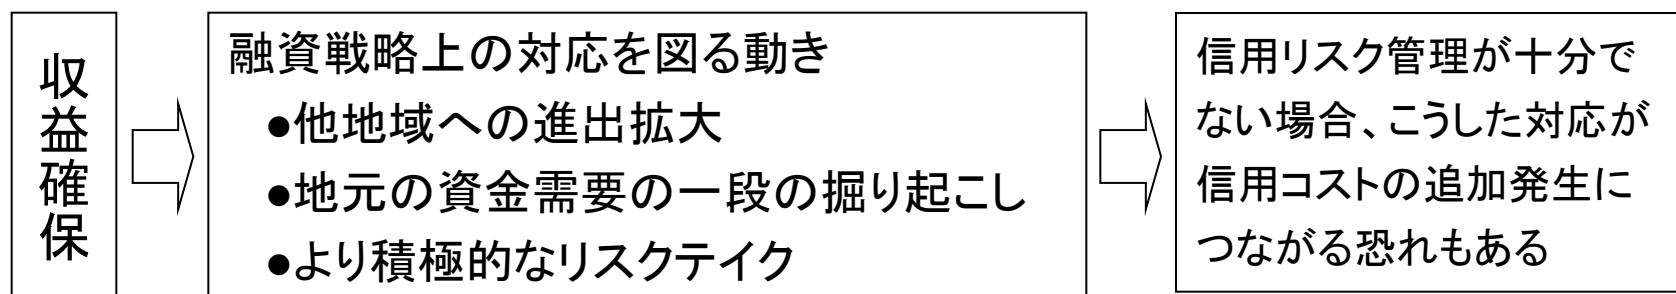 収益確保
融資戦略上の対応を図る動き
●他地域への進出拡大
●地元の資金需要の一段の掘り起こし
●より積極的なリスクテイク
信用リスク管理が十分で
ない場合、こうした対応が
信用コストの追加発生に
つながる恐れもある